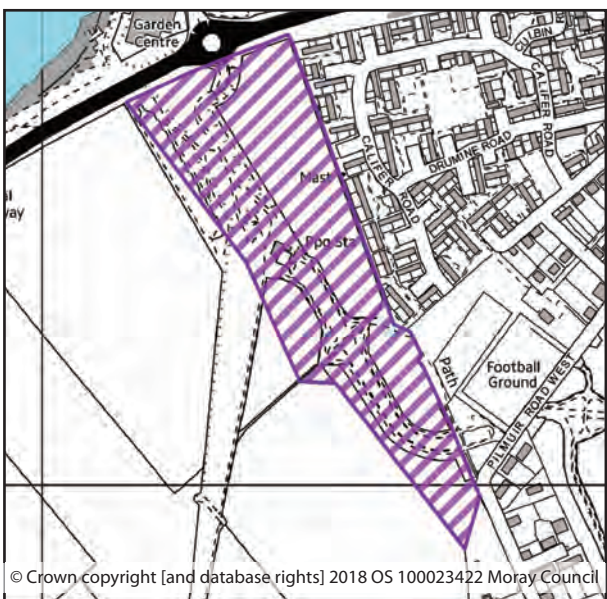 Garden
Centre
CULBIN
CALIFER ROAD
DRUMINE ROAD
CALIFER ROAD
Mast
Ppg Sta
Path
Football
Ground
PILMUIR ROAD WEST
© Crown copyright [and database rights] 2018 OS 100023422 Moray Council